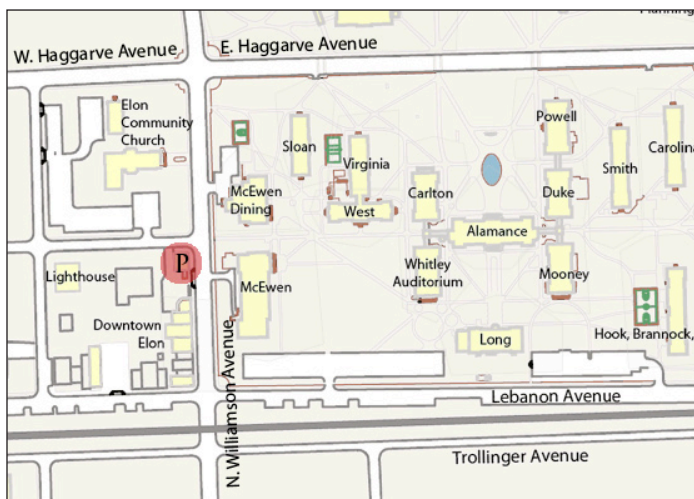 Planning
W. Haggarve Avenue
E. Haggarve Avenue
Elon
Community
Church
Sloan
Virginia
Powell
Smith
Carolina
McEwen
Dining
West
Carlton
Duke
Alamance
P
Lighthouse
McEwen
Whitley
Auditorium
Mooney
Downtown
Elon
Long
Hook, Brannock,
N. Williamson Avenue
Lebanon Avenue
Trollinger Avenue